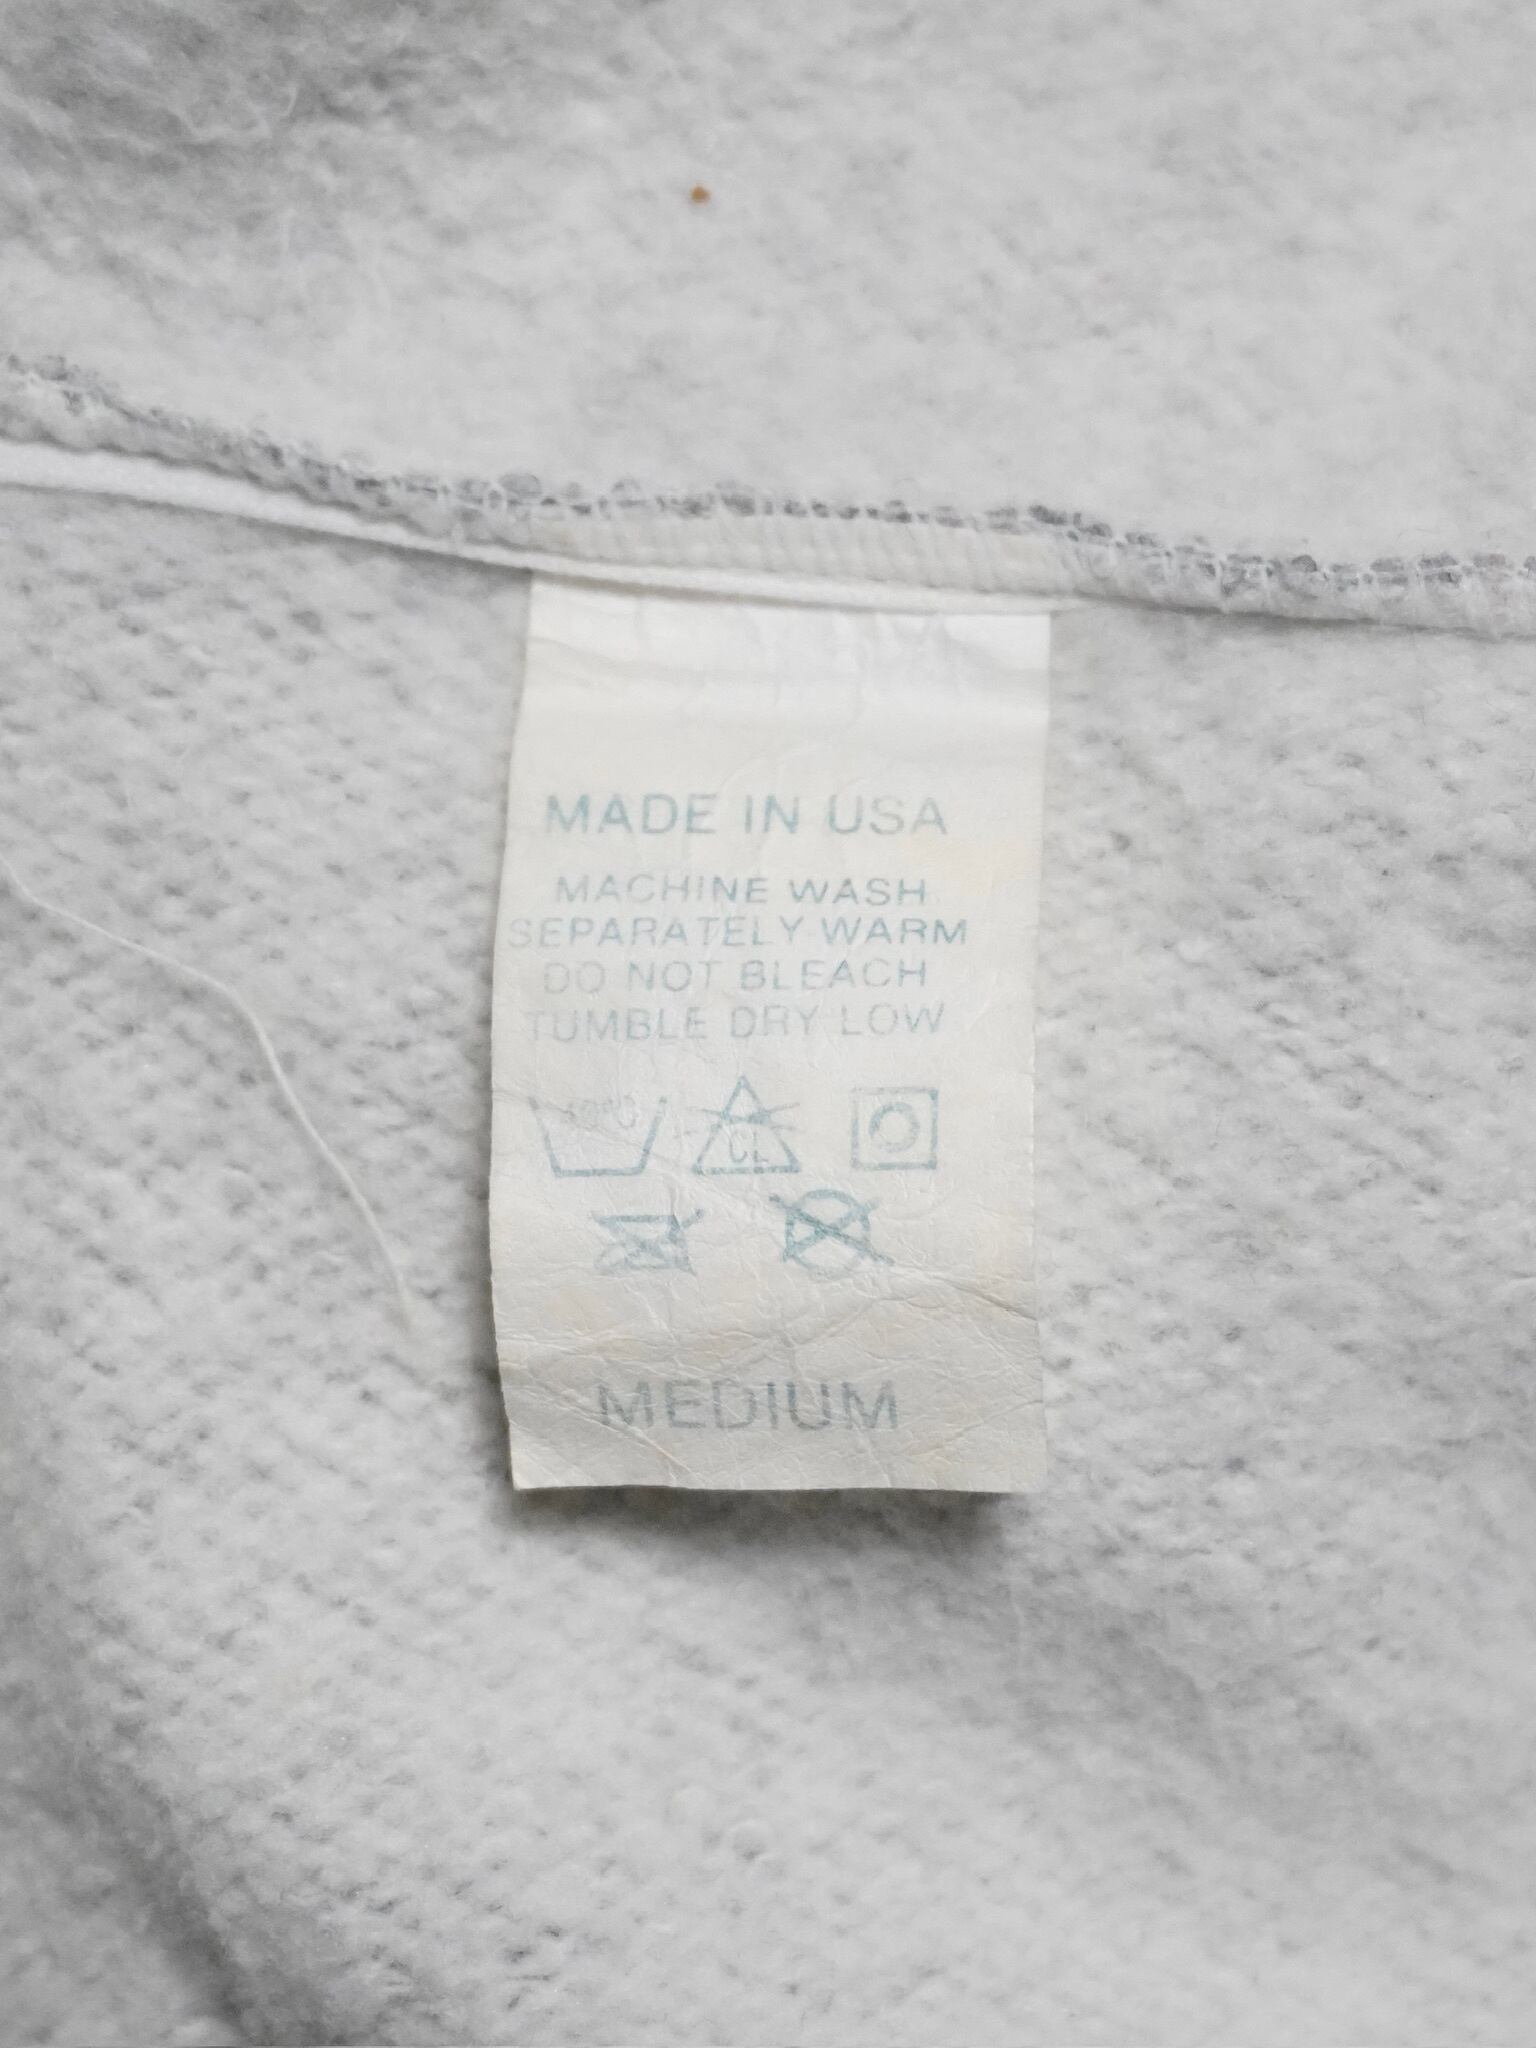 MADE IN USA
MACHINE WASH
SEPARATELY WARM
DO NOT BLEACH
TUMBLE DRY LOW
CL
MEDIUM